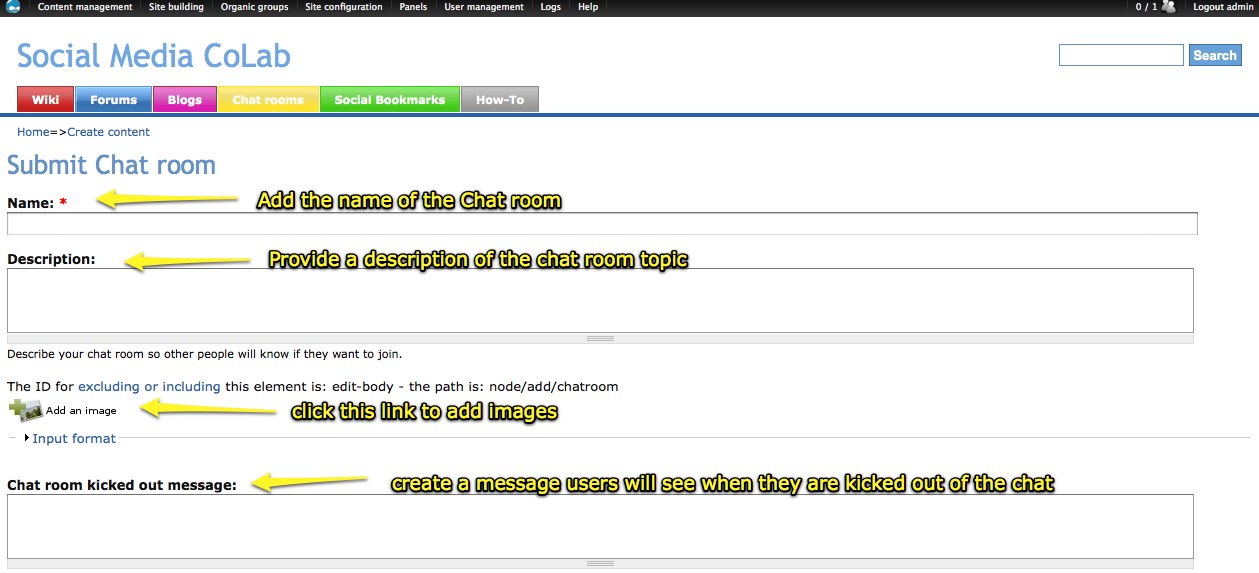 Content management Site building Organic groups Site configuration Panels User management Logs Help 0 / 1 Logout admin
Social Media CoLab
Search
Wiki Forums Blogs Chat rooms Social Bookmarks How-To
Home=>Create content
Submit Chat room
Name: * Add the name of the Chat room
Description: Provide a description of the chat room topic
Describe your chat room so other people will know if they want to join.
The ID for excluding or including this element is: edit-body - the path is: node/add/chatroom
Add an image click this link to add images
Input format
Chat room kicked out message: create a message users will see when they are kicked out of the chat